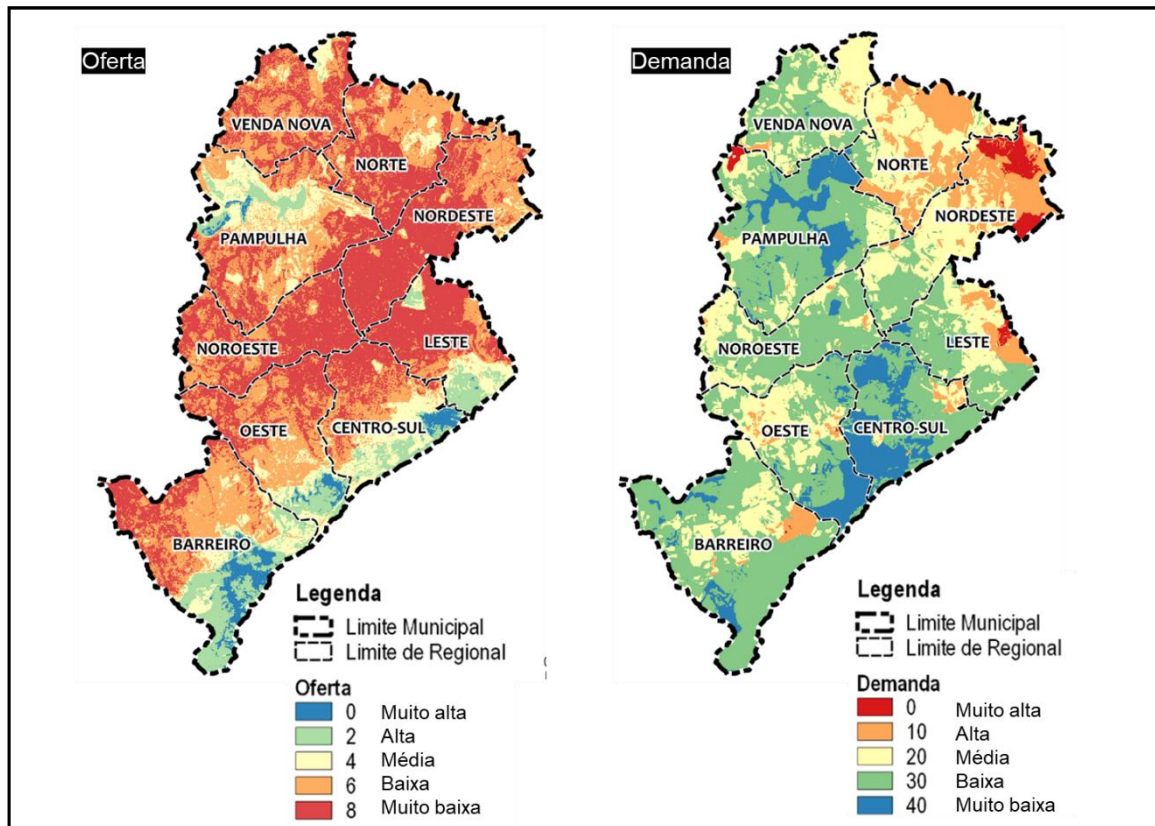 Oferta
VENDA NOVA
NORTE
NORDESTE
PAMPULHA
NOROESTE
LESTE
OESTE
CENTRO-SUL
BARREIRO
Legenda
Limite Municipal
Limite de Regional
Oferta
0 Muito alta
2 Alta
4 Média
6 Baixa
8 Muito baixa
Demanda
VENDA NOVA
NORTE
NORDESTE
PAMPULHA
NOROESTE
LESTE
OESTE
CENTRO-SUL
BARREIRO
Legenda
Limite Municipal
Limite de Regional
Demanda
0 Muito alta
10 Alta
20 Média
30 Baixa
40 Muito baixa